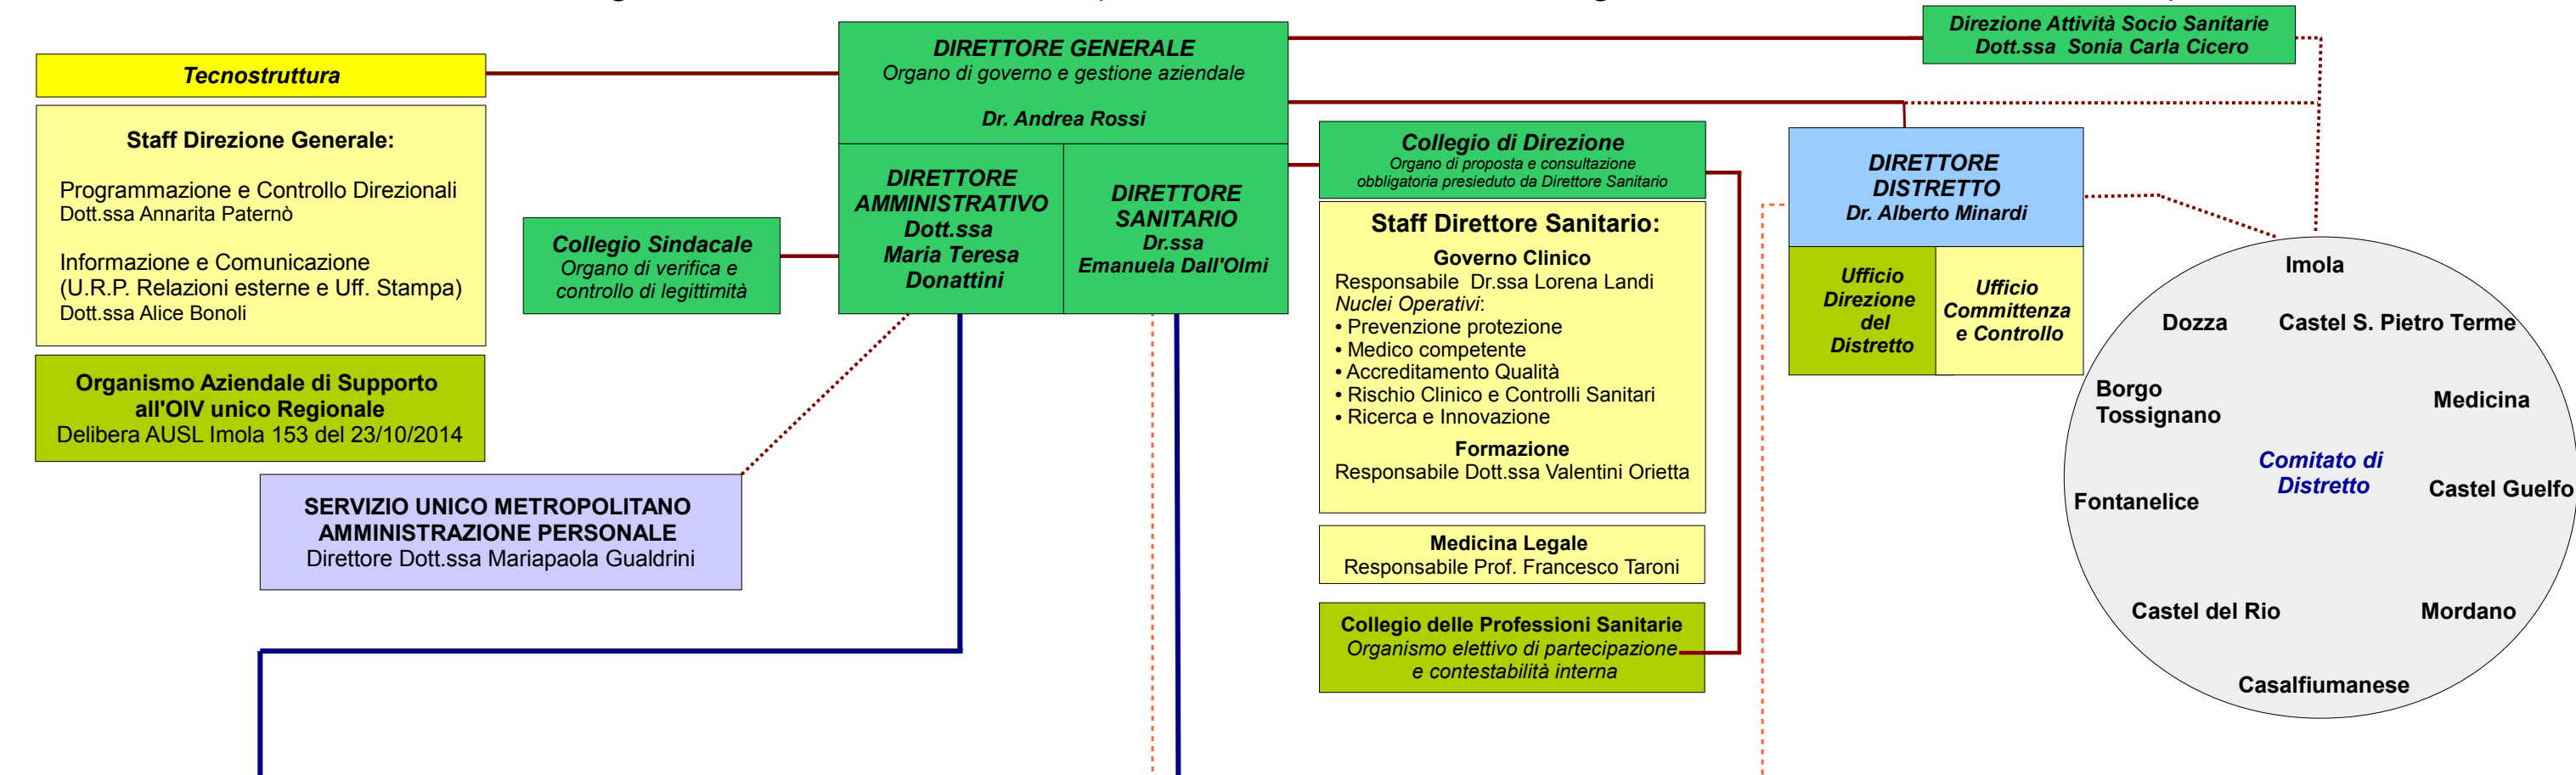 Direzione Attività Socio Sanitarie
Dott.ssa Sonia Carla Cicero
DIRETTORE GENERALE
Organo di governo e gestione aziendale
Dr. Andrea Rossi
Tecnostruttura
Staff Direzione Generale:
Programmazione e Controllo Direzionali
Dott.ssa Annarita Paternò
Informazione e Comunicazione
(U.R.P. Relazioni esterne e Uff. Stampa)
Dott.ssa Alice Bonoli
Organismo Aziendale di Supporto
all'OIV unico Regionale
Delibera AUSL Imola 153 del 23/10/2014
Collegio Sindacale
Organo di verifica e
controllo di legittimità
DIRETTORE
AMMINISTRATIVO
Dott.ssa
Maria Teresa
Donattini
DIRETTORE
SANITARIO
Dr.ssa
Emanuela Dall'Olmi
SERVIZIO UNICO METROPOLITANO
AMMINISTRAZIONE PERSONALE
Direttore Dott.ssa Mariapaola Gualdrini
Collegio di Direzione
Organo di proposta e consultazione
obbligatoria presieduto da Direttore Sanitario
Staff Direttore Sanitario:
Governo Clinico
Responsabile Dr.ssa Lorena Landi
Nuclei Operativi:
• Prevenzione protezione
• Medico competente
• Accreditamento Qualità
• Rischio Clinico e Controlli Sanitari
• Ricerca e Innovazione
Formazione
Responsabile Dott.ssa Valentini Orietta
Medicina Legale
Responsabile Prof. Francesco Taroni
Collegio delle Professioni Sanitarie
Organismo elettivo di partecipazione
e contestabilità interna
DIRETTORE
DISTRETTO
Dr. Alberto Minardi
Ufficio
Direzione
del
Distretto
Ufficio
Committenza
e Controllo
Imola
Dozza
Castel S. Pietro Terme
Borgo
Tossignano
Medicina
Comitato di
Distretto
Castel Guelfo
Fontanelice
Castel del Rio
Mordano
Casalfiumanese